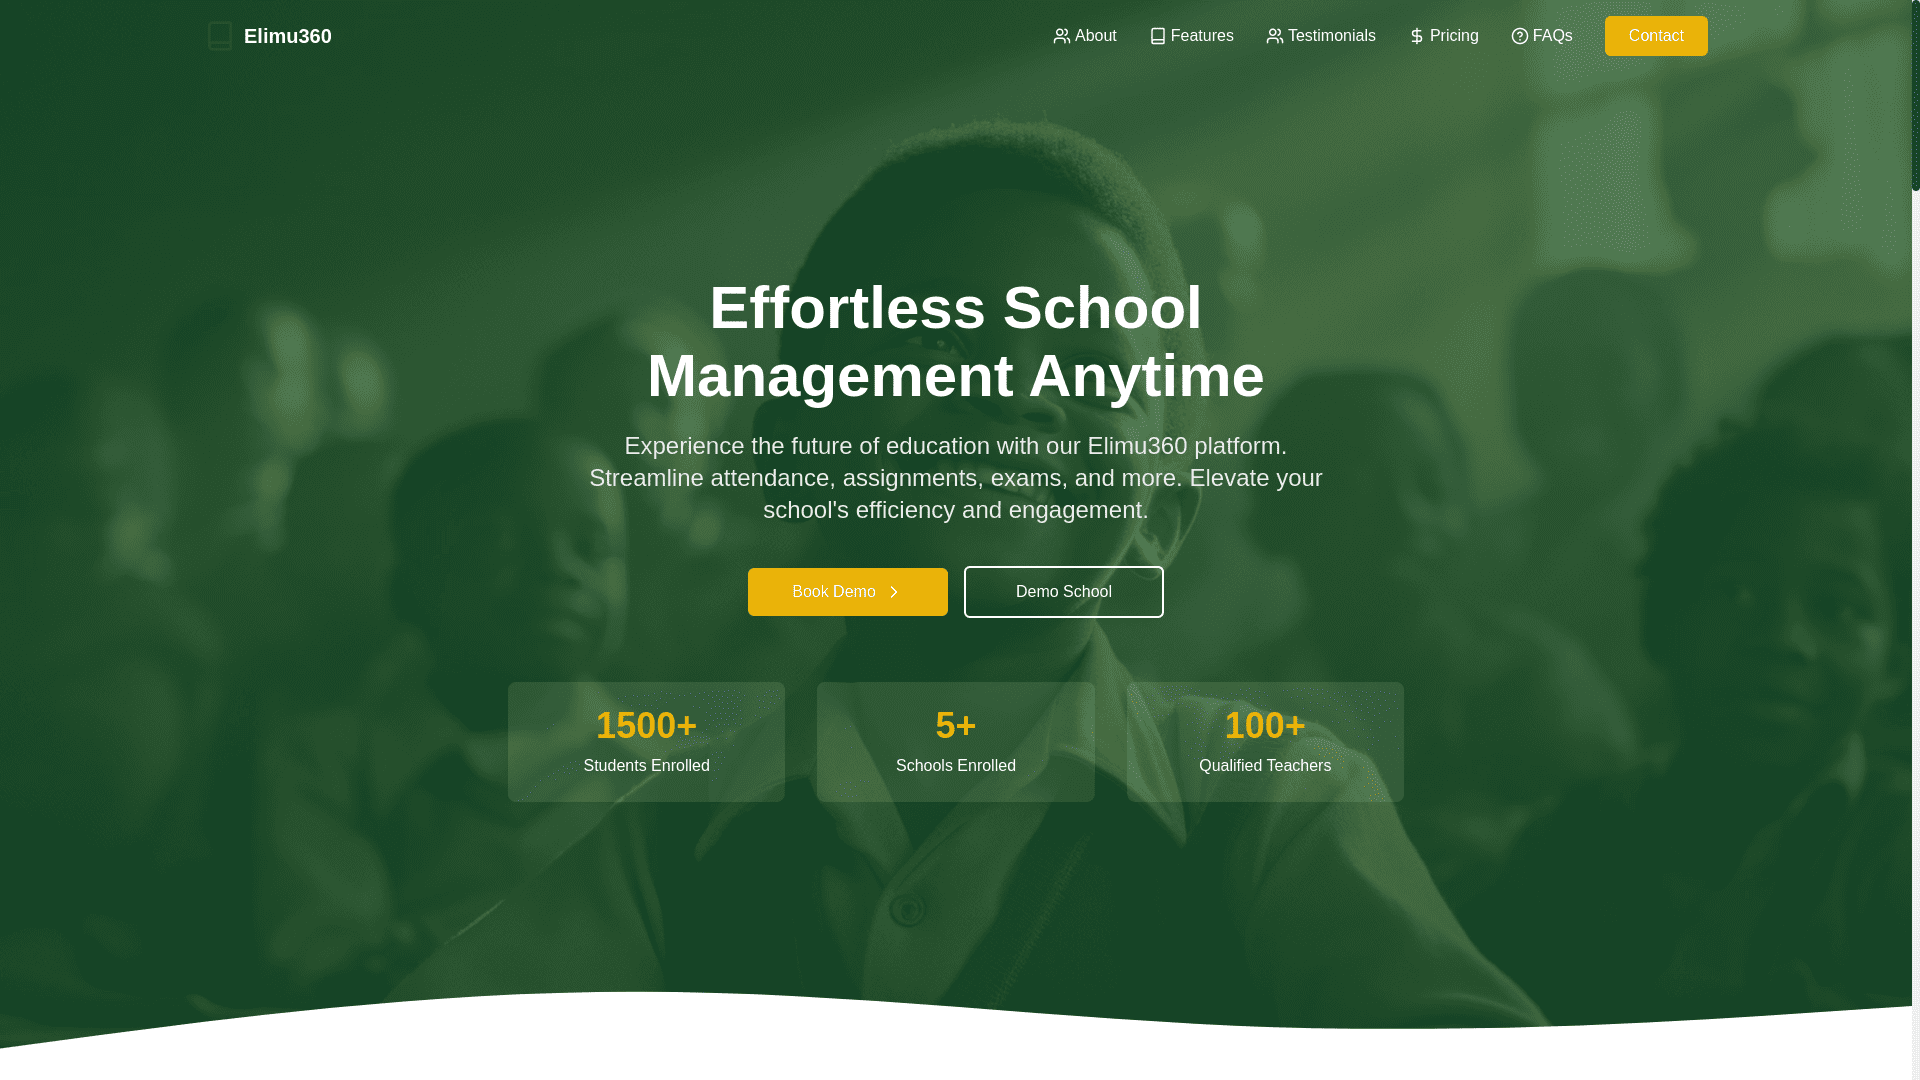 Elimu360
About
Features
Testimonials
Pricing
FAQs
Contact
Effortless School
Management Anytime
Experience the future of education with our Elimu360 platform.
Streamline attendance, assignments, exams, and more. Elevate your
school's efficiency and engagement.
Book Demo
Demo School
1500+
Students Enrolled
5+
Schools Enrolled
100+
Qualified Teachers